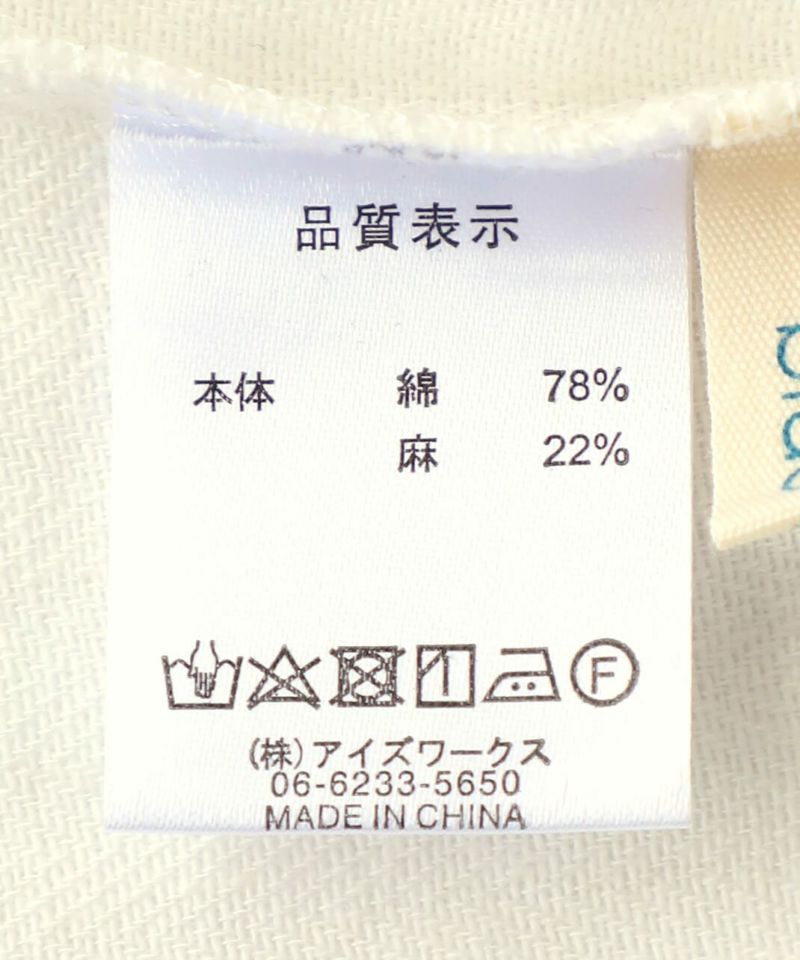 品質表示
本体 綿 78%
麻 22%
F
(株)アイズワークス
06-6233-5650
MADE IN CHINA